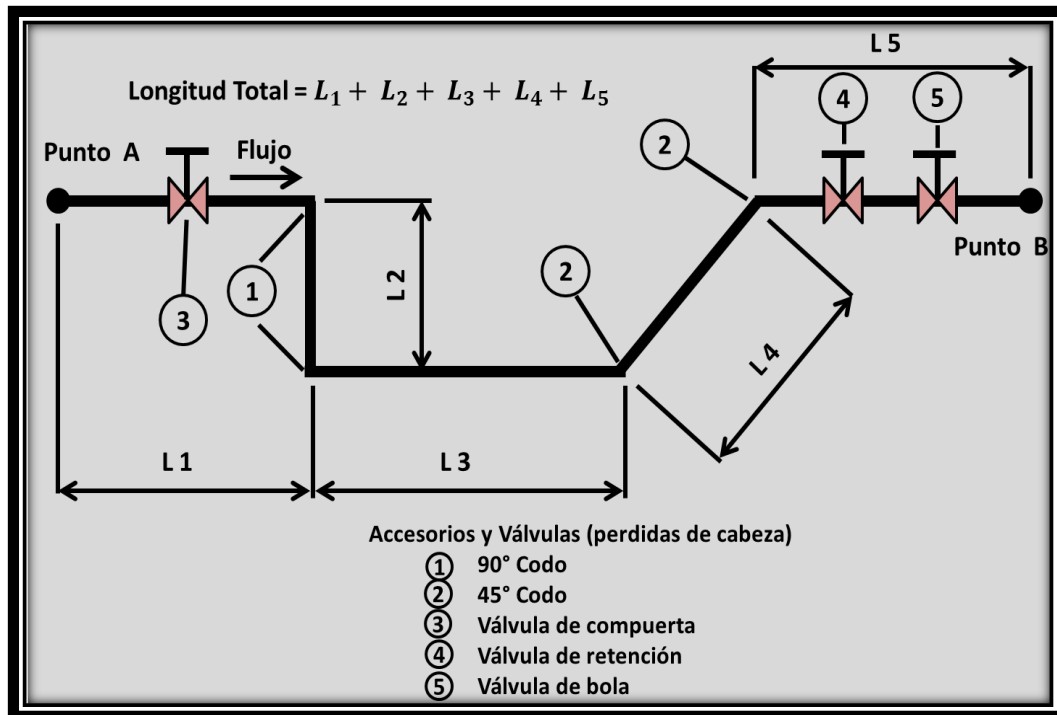 L 5
Longitud Total = L₁ + L₂ + L₃ + L₄ + L₅
4
5
Punto A
Flujo
2
Punto B
3
1
L 2
2
L 4
L 1
L 3
Accesorios y Válvulas (perdidas de cabeza)
1 90° Codo
2 45° Codo
3 Válvula de compuerta
4 Válvula de retención
5 Válvula de bola